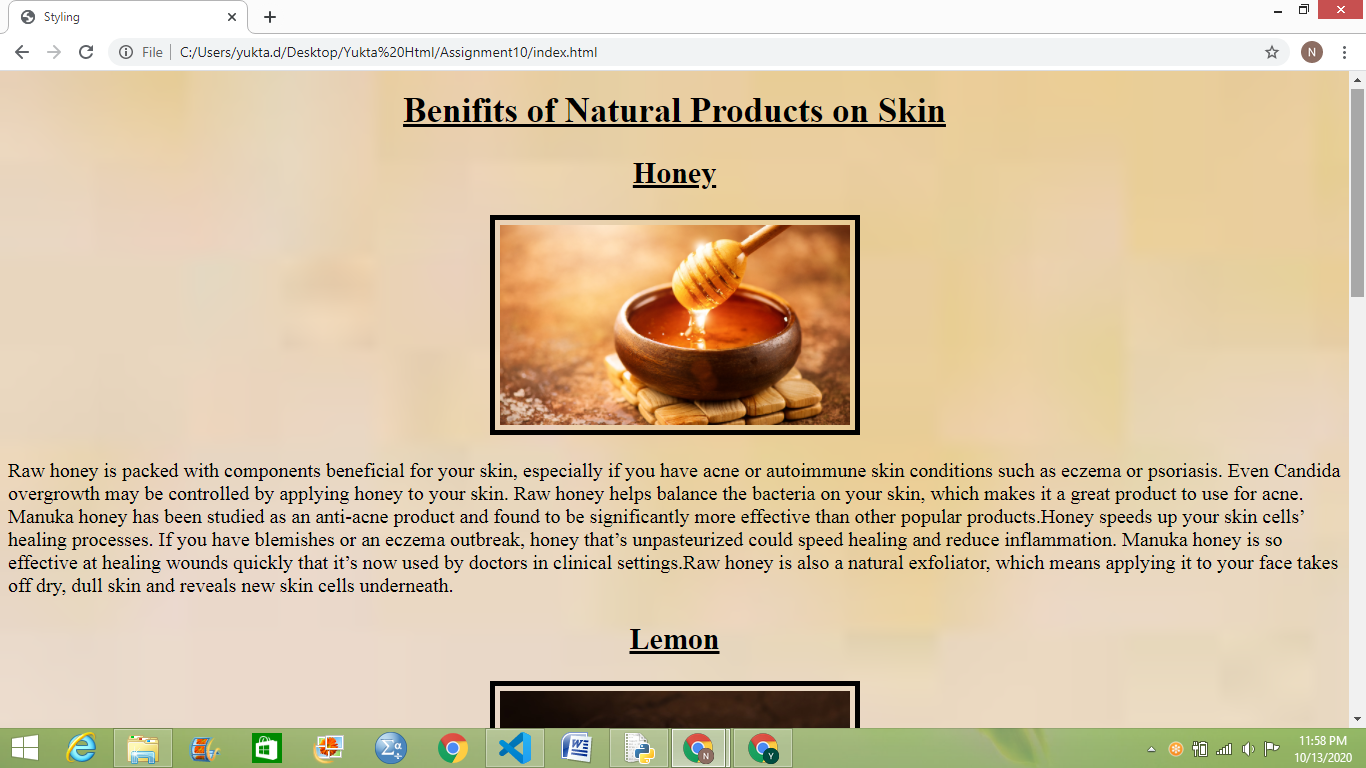 Styling
File
C:/Users/yukta.d/Desktop/Yukta%20Html/Assignment10/index.html
N
Benifits of Natural Products on Skin
Honey
Raw honey is packed with components beneficial for your skin, especially if you have acne or autoimmune skin conditions such as eczema or psoriasis. Even Candida
overgrowth may be controlled by applying honey to your skin. Raw honey helps balance the bacteria on your skin, which makes it a great product to use for acne.
Manuka honey has been studied as an anti-acne product and found to be significantly more effective than other popular products.Honey speeds up your skin cells’
healing processes. If you have blemishes or an eczema outbreak, honey that’s unpasteurized could speed healing and reduce inflammation. Manuka honey is so
effective at healing wounds quickly that it’s now used by doctors in clinical settings.Raw honey is also a natural exfoliator, which means applying it to your face takes
off dry, dull skin and reveals new skin cells underneath.
Lemon
Σα
W
N
Y
11:58 PM
10/13/2020